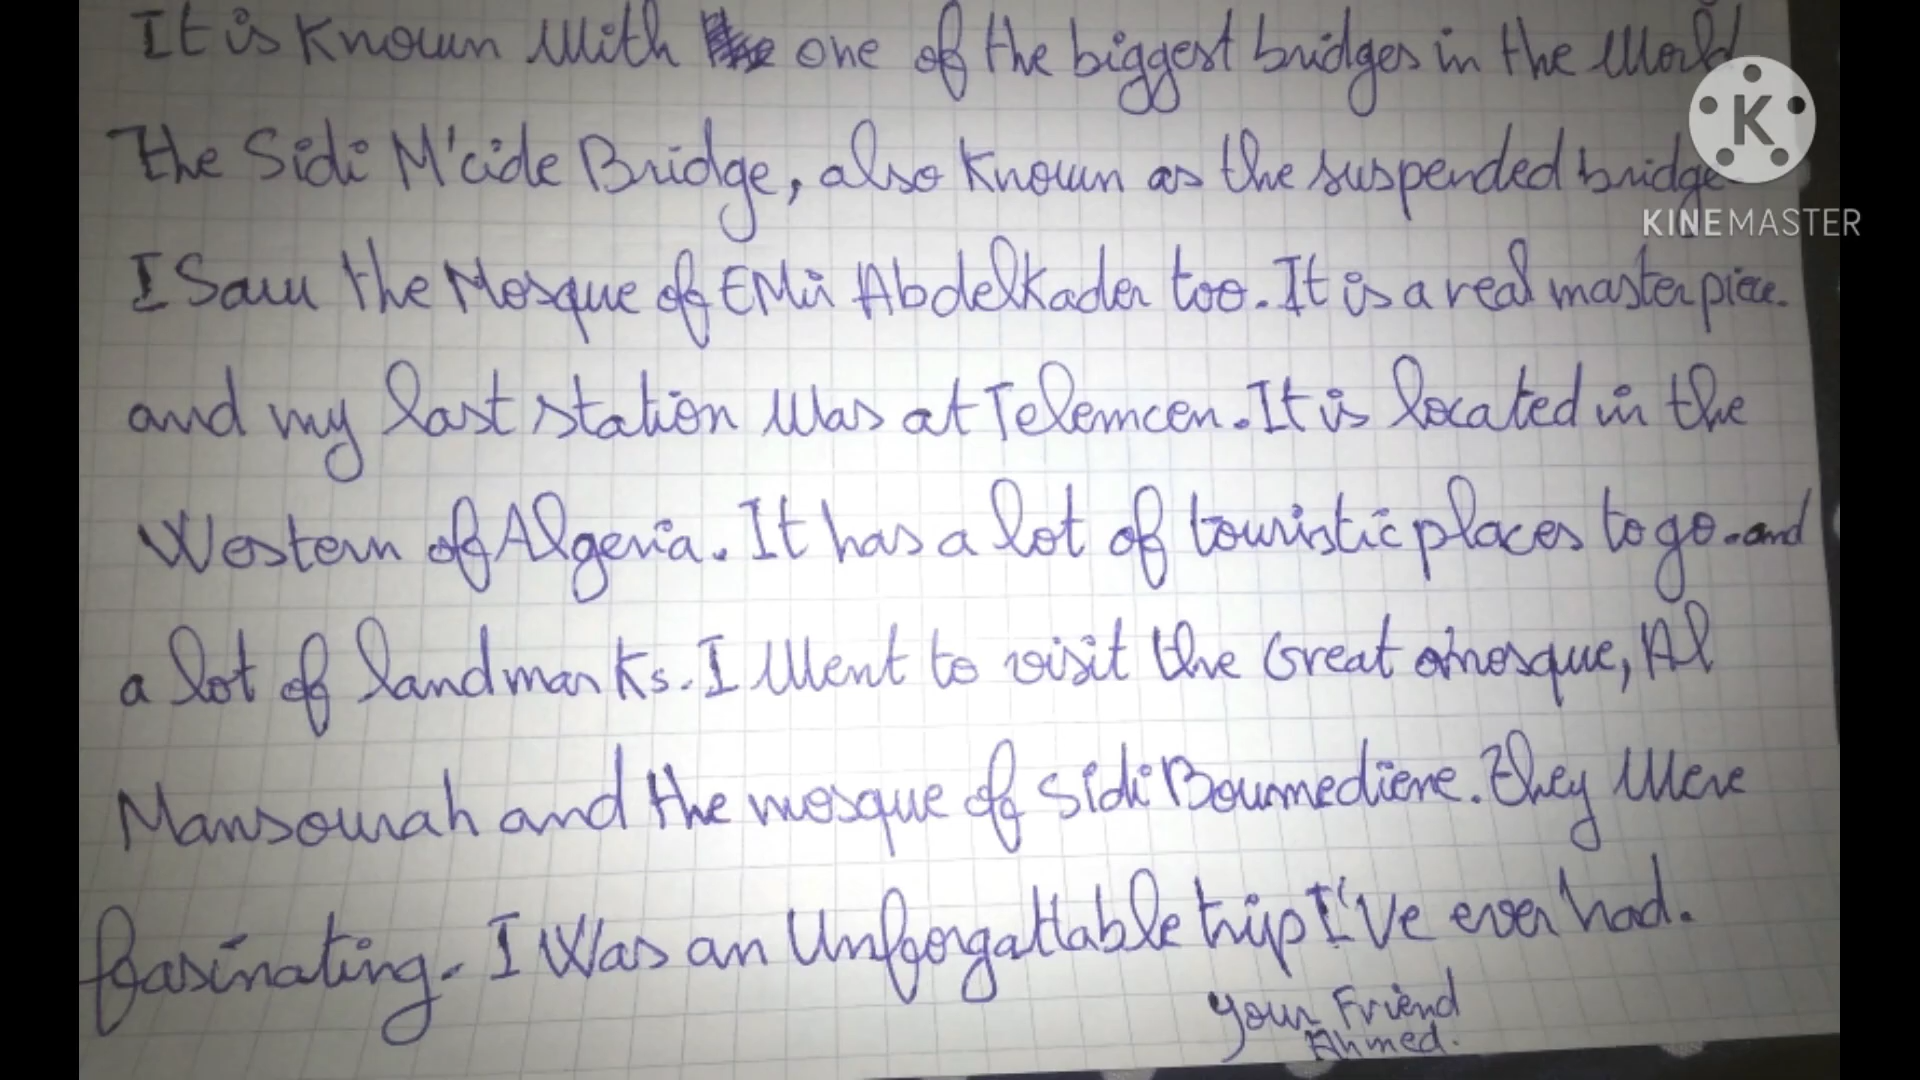 It is Known With one of the biggest bridges in the World
The Sidi M'cide Bridge, also Known as the suspended bridge
K
KINEMASTER
I Saw the Mosque of EMir Abdelkader too. It is a real master piece.
and my last station Was at Telemcen. It is located in the
Western of Algeria. It has a lot of touristic places to go. and
a lot of landmarks. I Went to visit the Great mosque, Al
Mansourah and the mosque of Sidi Boumediene. They Were
fasinating. I Was an Unforgattable trip I've ever had.
your Friend
Ahmed.